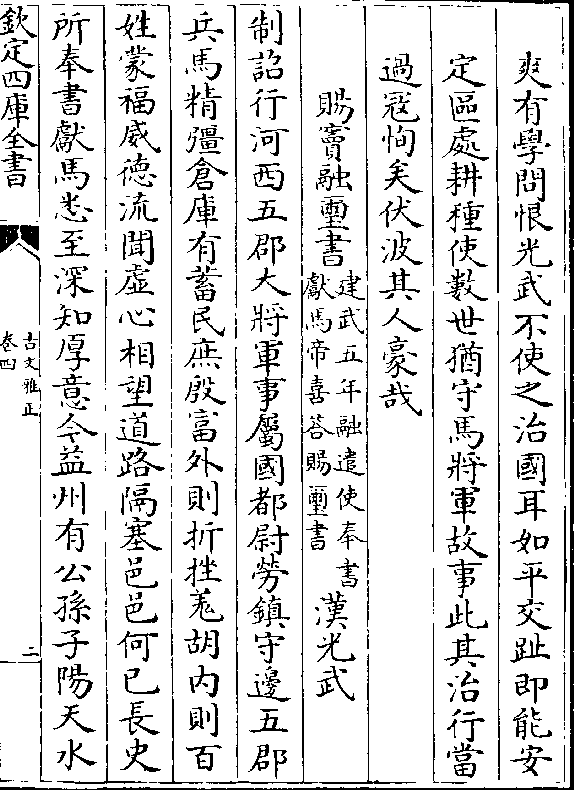 爽有學問恨光武不使之治國耳如平交趾即能安
定區處耕種使數世猶守馬將軍故事此其治行當
過冦恂矣伏波其人豪哉
賜竇融璽書建武五年融遣使奉書
獻馬帝喜荅賜璽書漢光武
制詔行河西五郡大將軍事屬國都尉勞鎮守邊五郡
兵馬精彊倉庫有蓄民庶殷富外則折挫羗胡内則百
姓蒙福威德流聞虛心相望道路隔塞邑邑何已長史
所奉書獻馬悉至深知厚意今益州有公孫子陽天水
欽定四庫全書
古文雅正
卷四
二